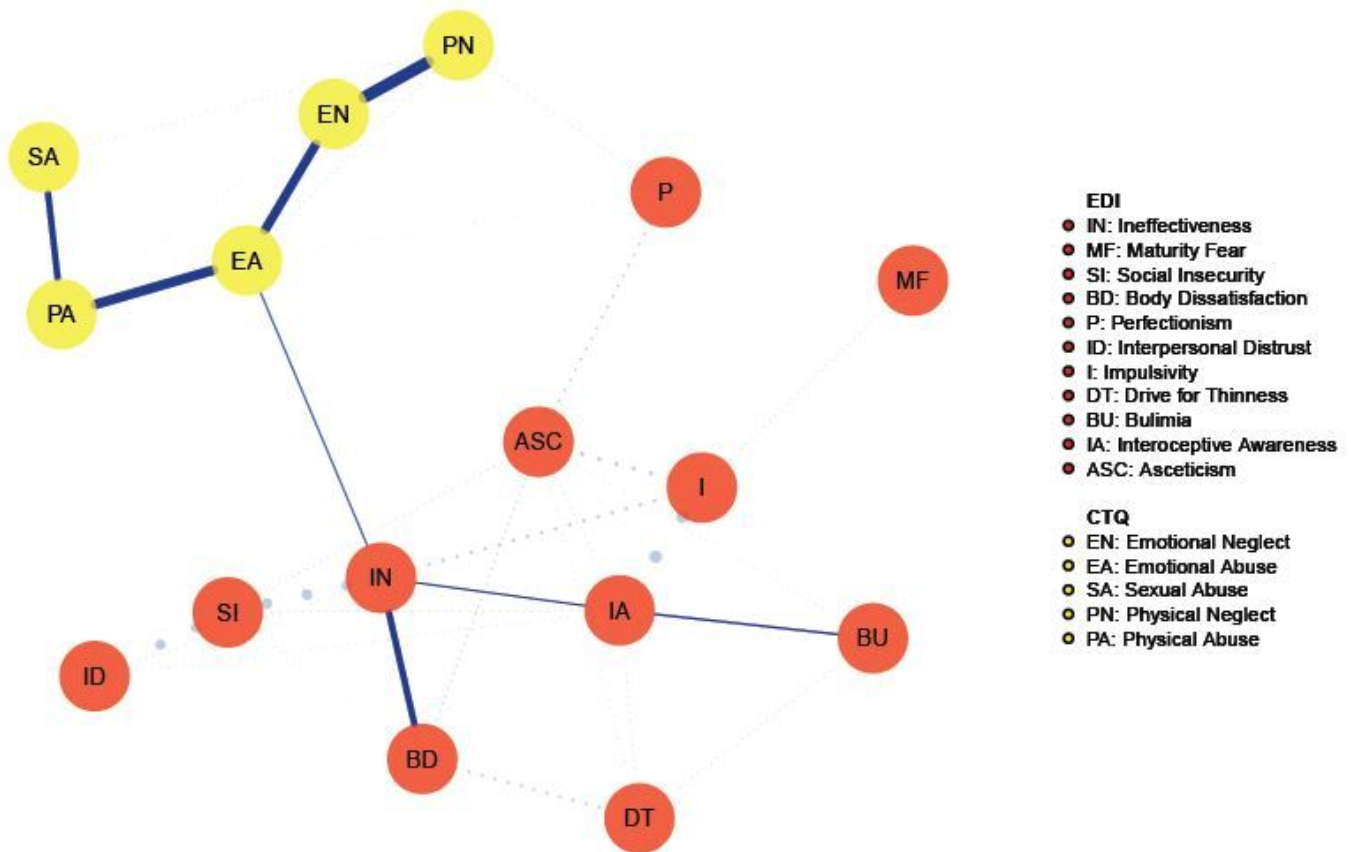 PN
EN
SA
P
EA
MF
PA
ASC
I
IN
IA
SI
BU
ID
BD
DT
EDI
IN: Ineffectiveness
MF: Maturity Fear
SI: Social Insecurity
BD: Body Dissatisfaction
P: Perfectionism
ID: Interpersonal Distrust
I: Impulsivity
DT: Drive for Thinness
BU: Bulimia
IA: Interoceptive Awareness
ASC: Asceticism
CTQ
EN: Emotional Neglect
EA: Emotional Abuse
SA: Sexual Abuse
PN: Physical Neglect
PA: Physical Abuse